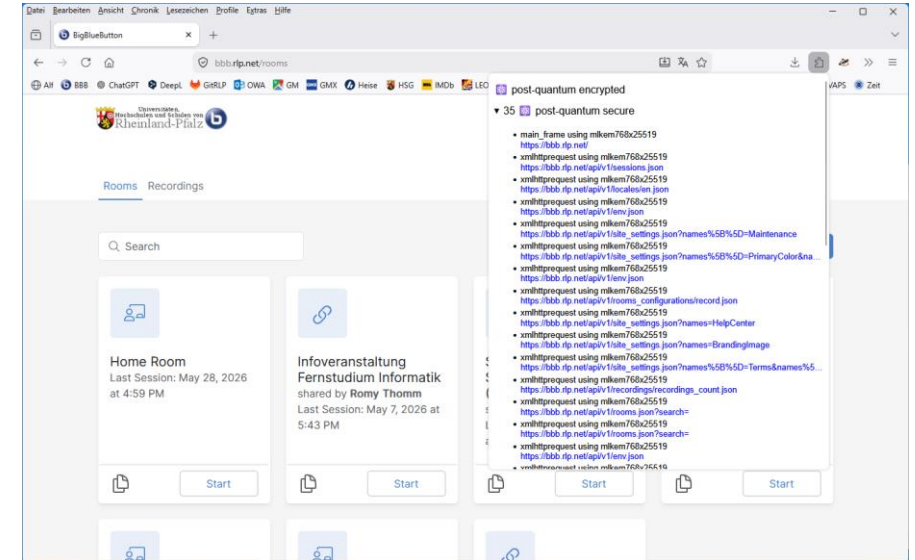 Datei Bearbeiten Ansicht Chronik Lesezeichen Profile Extras Hilfe
BigBlueButton
bbb.rlp.net/rooms
Alf BBB ChatGPT DeepL GitRLP OWA GM GMX Heise HSG IMDb LEO
VAPS Zeit
Universitäten,
Hochschulen und Schulen von
Rheinland-Pfalz
Rooms Recordings
Search
Home Room
Last Session: May 28, 2026
at 4:59 PM
Start
Infoveranstaltung
Fernstudium Informatik
shared by Romy Thomm
Last Session: May 7, 2026 at
5:43 PM
Start
Start
Start
post-quantum encrypted
▾ 35 post-quantum secure
• main_frame using mlkem768x25519
https://bbb.rlp.net/
• xmlhttprequest using mlkem768x25519
https://bbb.rlp.net/api/v1/sessions.json
• xmlhttprequest using mlkem768x25519
https://bbb.rlp.net/api/v1/locales/en.json
• xmlhttprequest using mlkem768x25519
https://bbb.rlp.net/api/v1/env.json
• xmlhttprequest using mlkem768x25519
https://bbb.rlp.net/api/v1/site_settings.json?names%5B%5D=Maintenance
• xmlhttprequest using mlkem768x25519
https://bbb.rlp.net/api/v1/site_settings.json?names%5B%5D=PrimaryColor&na...
• xmlhttprequest using mlkem768x25519
https://bbb.rlp.net/api/v1/env.json
• xmlhttprequest using mlkem768x25519
https://bbb.rlp.net/api/v1/rooms_configurations/record.json
• xmlhttprequest using mlkem768x25519
https://bbb.rlp.net/api/v1/site_settings.json?names=HelpCenter
• xmlhttprequest using mlkem768x25519
https://bbb.rlp.net/api/v1/site_settings.json?names=BrandingImage
• xmlhttprequest using mlkem768x25519
https://bbb.rlp.net/api/v1/site_settings.json?names%5B%5D=Terms&names%5...
• xmlhttprequest using mlkem768x25519
https://bbb.rlp.net/api/v1/recordings/recordings_count.json
• xmlhttprequest using mlkem768x25519
https://bbb.rlp.net/api/v1/rooms.json?search=
• xmlhttprequest using mlkem768x25519
https://bbb.rlp.net/api/v1/rooms.json?search=
• xmlhttprequest using mlkem768x25519
https://bbb.rlp.net/api/v1/env.json
• xmlhttprequest using mlkem768x25519